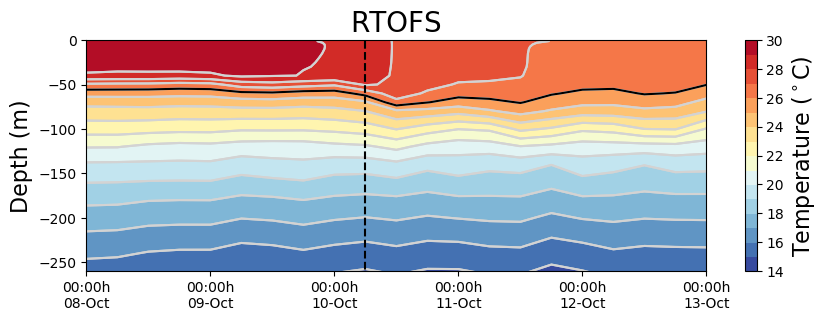 RTOFS
Depth (m)
0
−50
−100
−150
−200
−250
00:00h
08-Oct
00:00h
09-Oct
00:00h
10-Oct
00:00h
11-Oct
00:00h
12-Oct
00:00h
13-Oct
30
28
26
24
22
20
18
16
14
Temperature (°C)